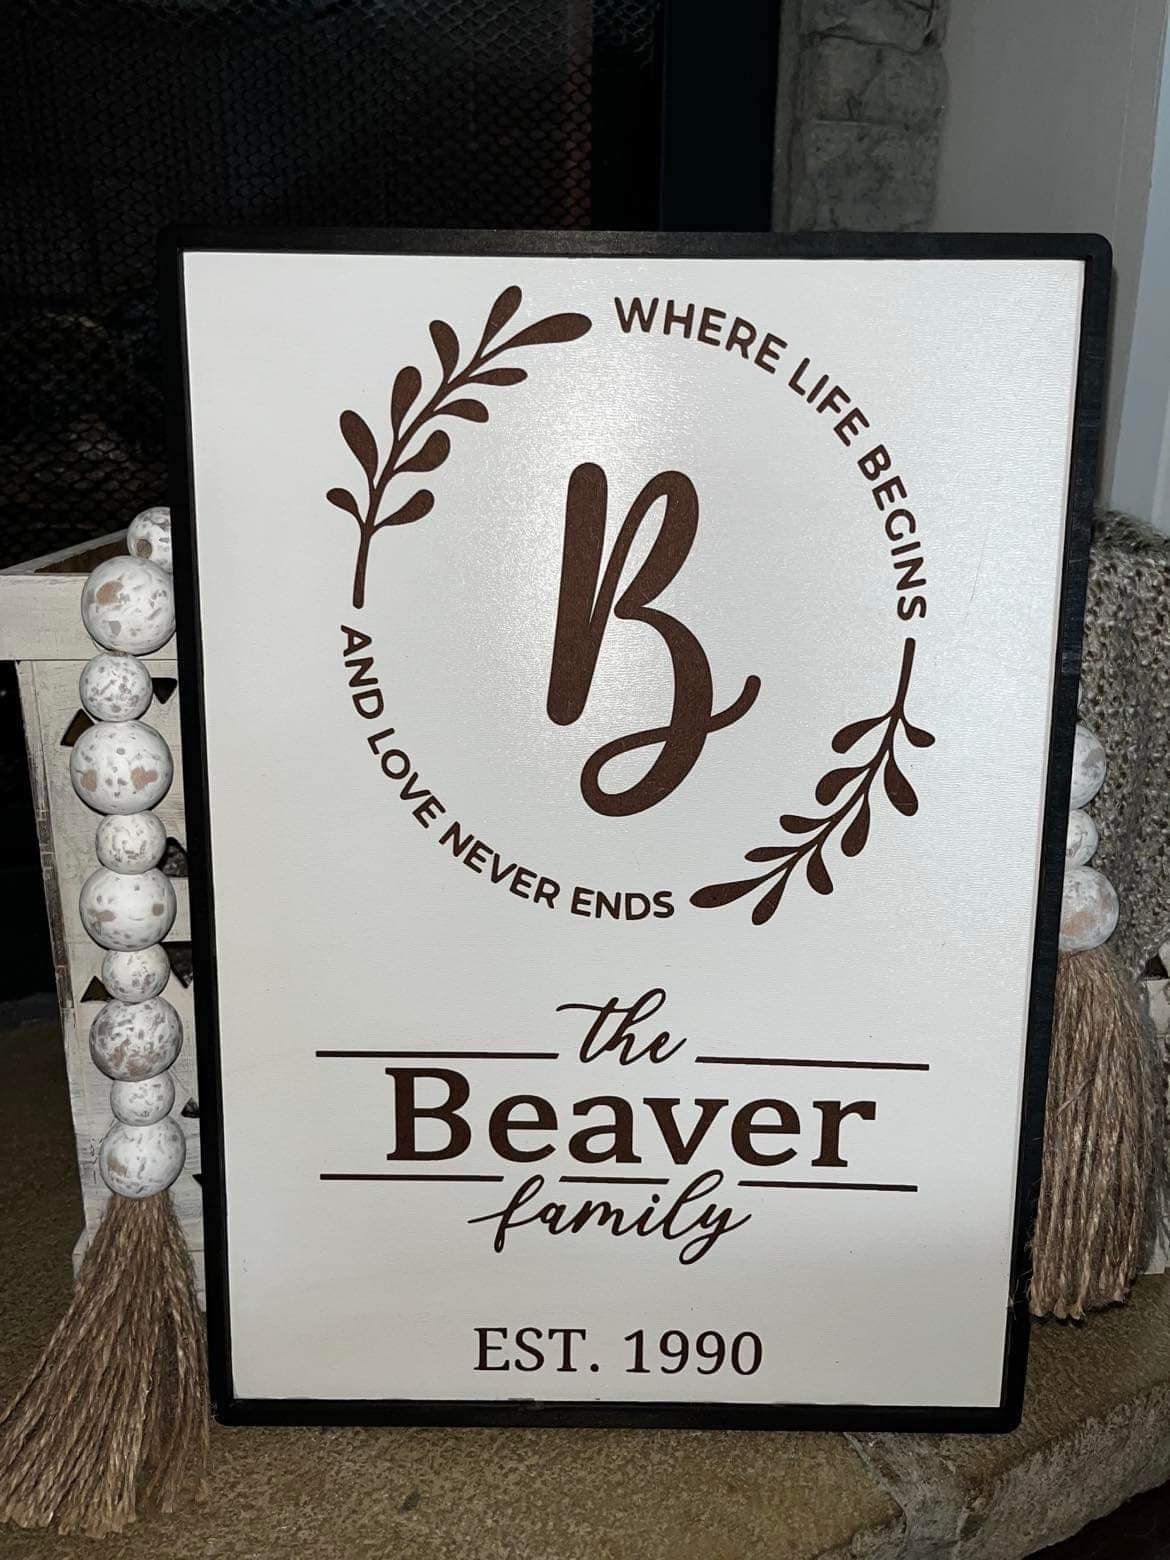 WHERE LIFE BEGINS
AND LOVE NEVER ENDS
B
the
Beaver
family
EST. 1990